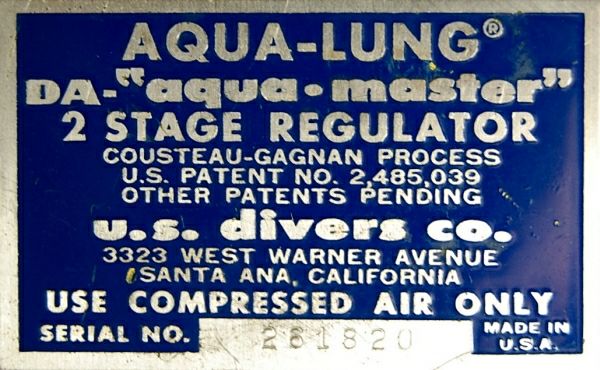 AQUA-LUNG®
DA-"aqua•master"
2 STAGE REGULATOR
COUSTEAU-GAGNAN PROCESS
U.S. PATENT NO. 2,485,039
OTHER PATENTS PENDING
u.s. divers co.
3323 WEST WARNER AVENUE
SANTA ANA, CALIFORNIA
USE COMPRESSED AIR ONLY
SERIAL NO. 261820 MADE IN
U.S.A.